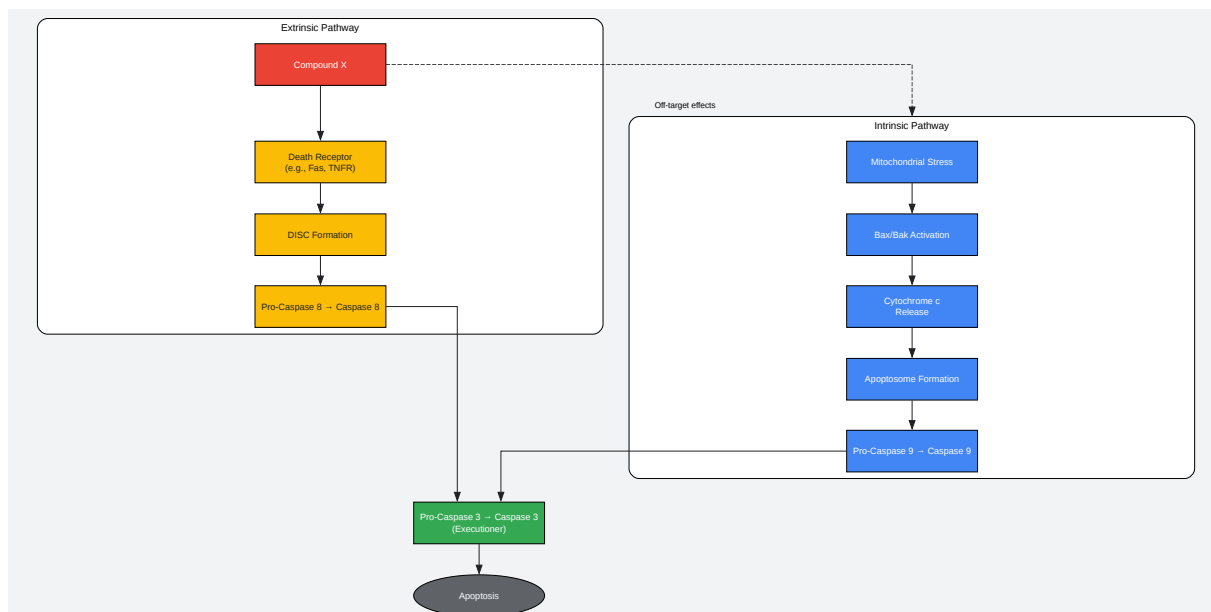 Extrinsic Pathway
Compound X
Death Receptor
(e.g., Fas, TNFR)
DISC Formation
Pro-Caspase 8 → Caspase 8
Off-target effects
Intrinsic Pathway
Mitochondrial Stress
Bax/Bak Activation
Cytochrome c
Release
Apoptosome Formation
Pro-Caspase 9 → Caspase 9
Pro-Caspase 3 → Caspase 3
(Executioner)
Apoptosis